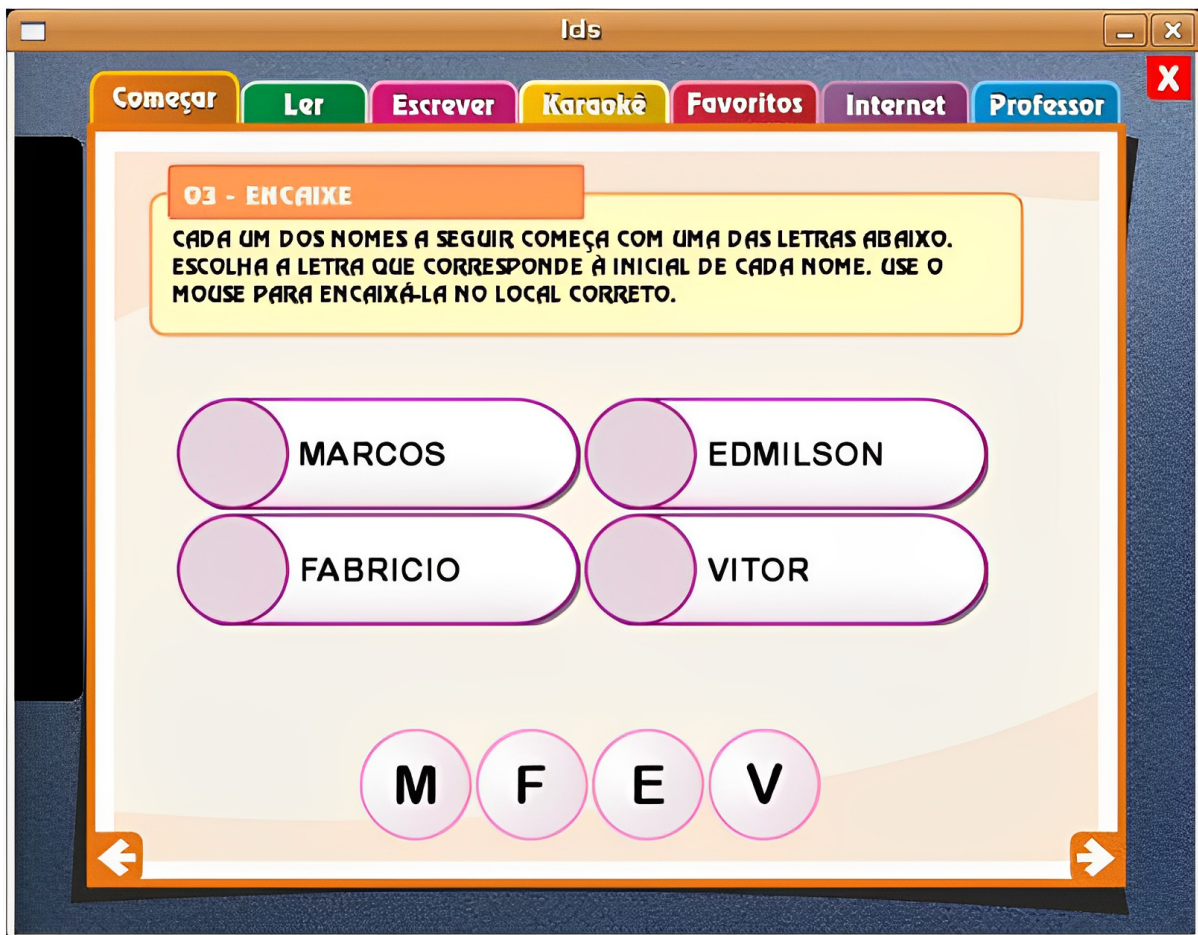 lds
Começar Ler Escrever Karaokê Favoritos Internet Professor
X
03 - ENCAIXE
CADA UM DOS NOMES A SEGUIR COMEÇA COM UMA DAS LETRAS ABAIXO.
ESCOLHA A LETRA QUE CORRESPONDE À INICIAL DE CADA NOME. USE O
MOUSE PARA ENCAIXÁ-LA NO LOCAL CORRETO.
MARCOS EDMILSON
FABRICIO VITOR
M F E V